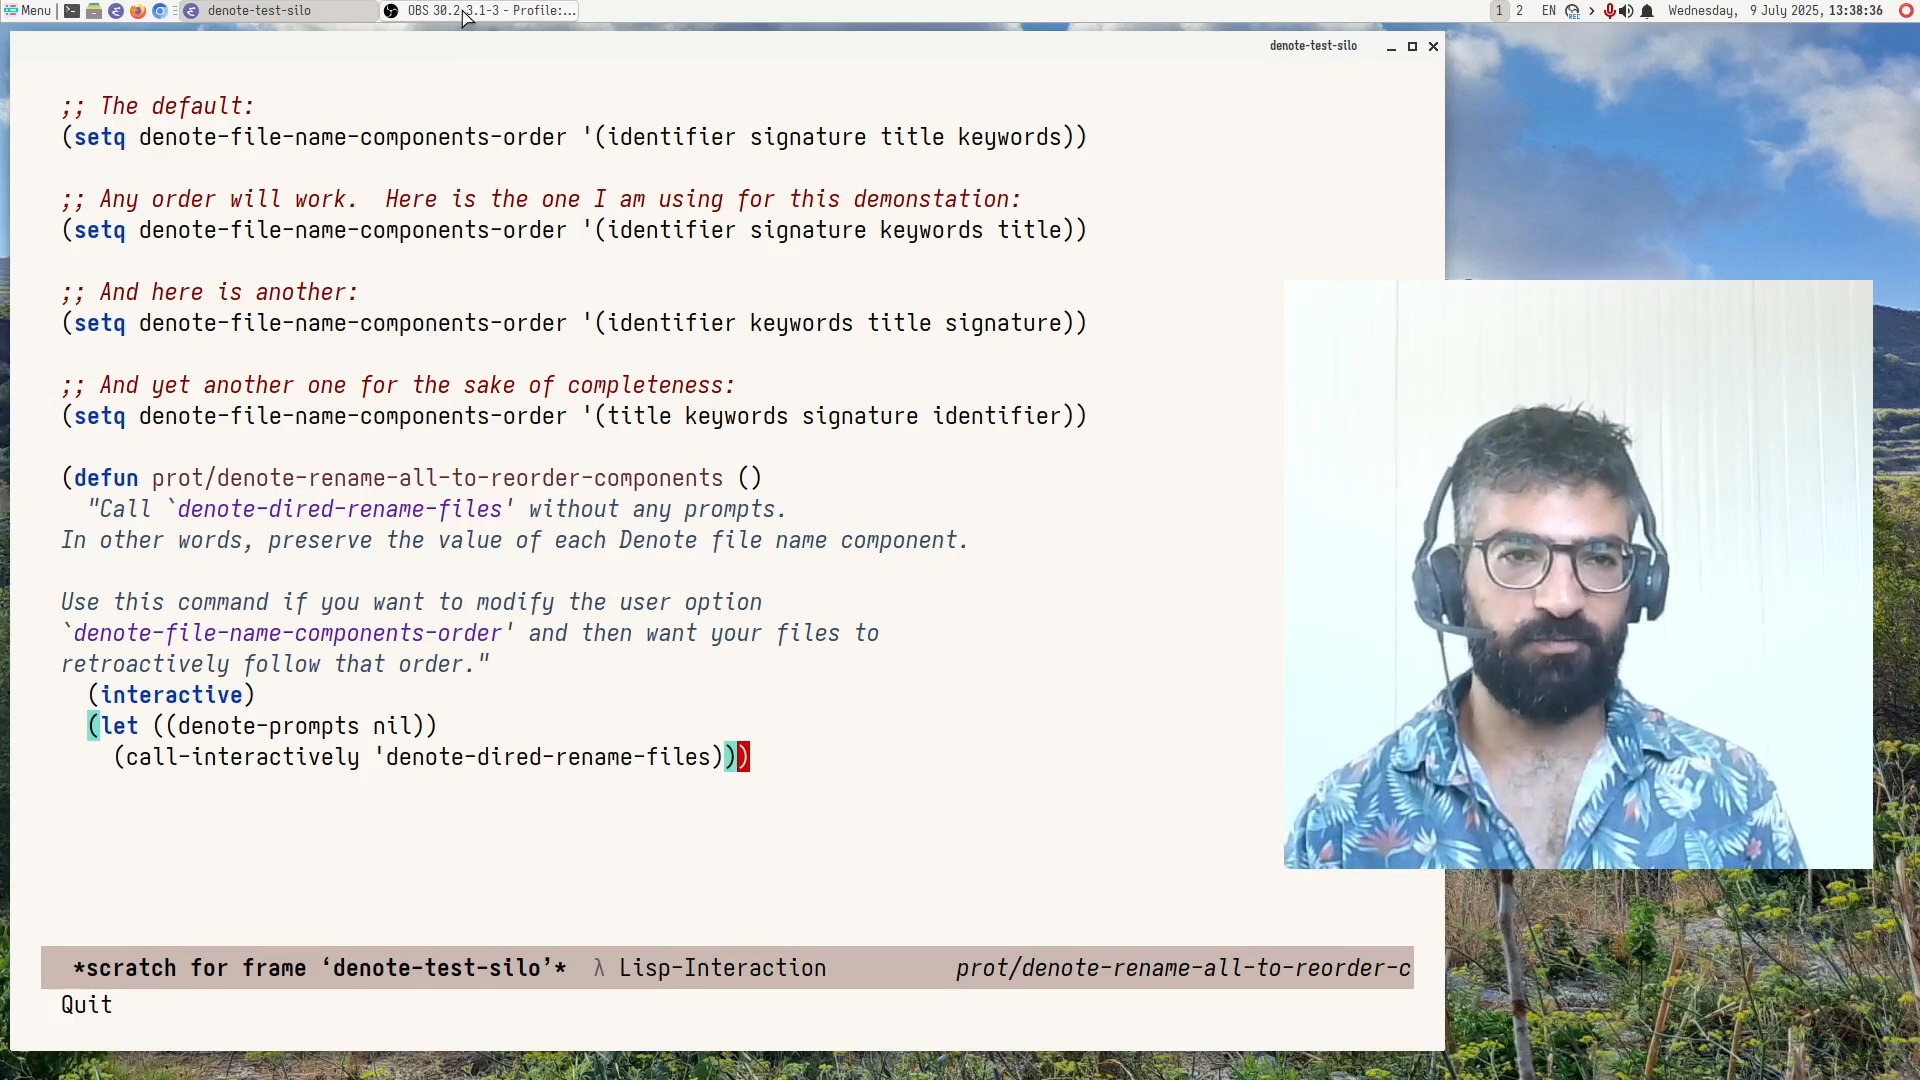 Menu
denote-test-silo
OBS 30.2.3.1-3 - Profile:...
1 2 EN REC Wednesday, 9 July 2025, 13:38:36
denote-test-silo
;; The default:
(setq denote-file-name-components-order '(identifier signature title keywords))
;; Any order will work.  Here is the one I am using for this demonstation:
(setq denote-file-name-components-order '(identifier signature keywords title))
;; And here is another:
(setq denote-file-name-components-order '(identifier keywords title signature))
;; And yet another one for the sake of completeness:
(setq denote-file-name-components-order '(title keywords signature identifier))
(defun prot/denote-rename-all-to-reorder-components ()
"Call `denote-dired-rename-files' without any prompts.
In other words, preserve the value of each Denote file name component.
Use this command if you want to modify the user option
`denote-file-name-components-order' and then want your files to
retroactively follow that order."
(interactive)
(let ((denote-prompts nil))
(call-interactively 'denote-dired-rename-files)))
*scratch for frame ‘denote-test-silo’* λ Lisp-Interaction prot/denote-rename-all-to-reorder-c
Quit